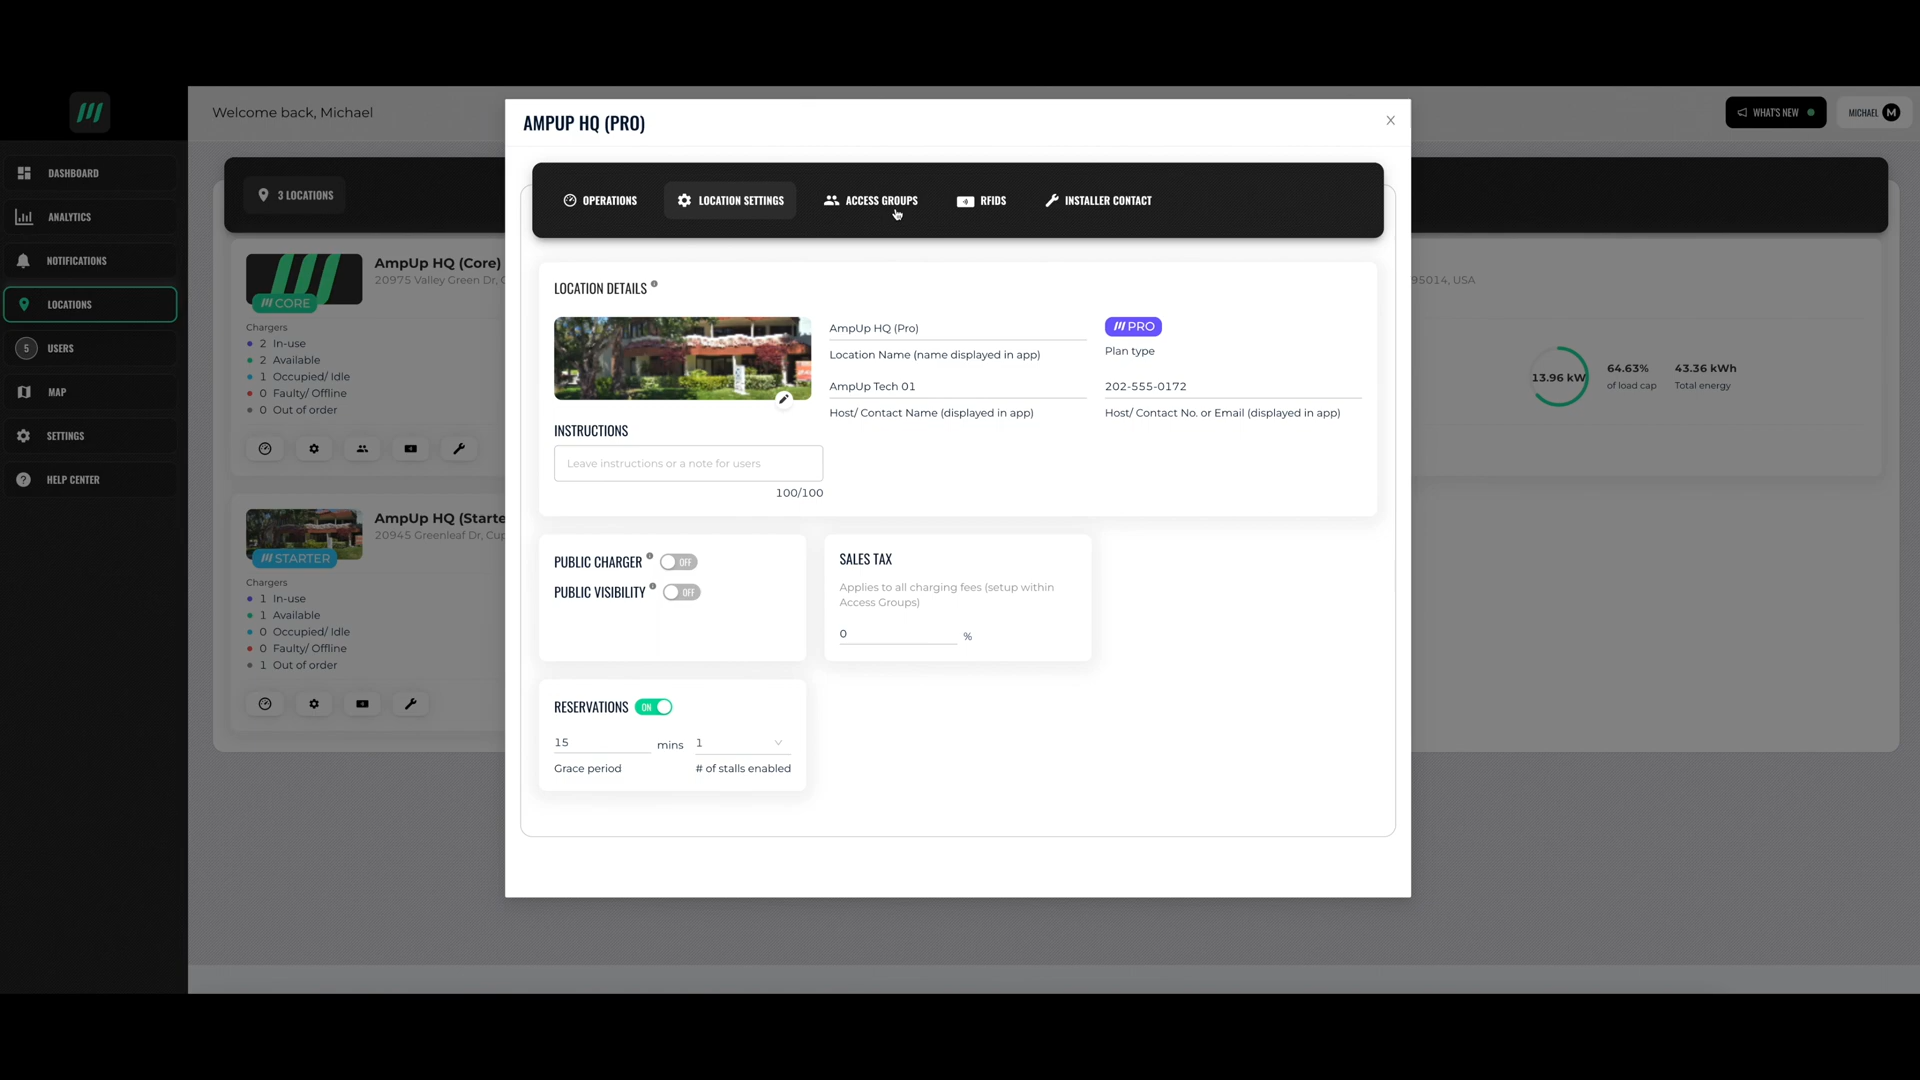 Welcome back, Michael
WHAT'S NEW
MICHAEL M
DASHBOARD
ANALYTICS
NOTIFICATIONS
LOCATIONS
5 USERS
MAP
SETTINGS
? HELP CENTER
3 LOCATIONS
AmpUp HQ (Core)
20975 Valley Green Dr, C
CORE
Chargers
2 In-use
2 Available
1 Occupied/ Idle
0 Faulty/ Offline
0 Out of order
AmpUp HQ (Starte
20945 Greenleaf Dr, Cup
STARTER
Chargers
1 In-use
1 Available
0 Occupied/ Idle
0 Faulty/ Offline
1 Out of order
AMPUP HQ (PRO)
OPERATIONS
LOCATION SETTINGS
ACCESS GROUPS
RFIDS
INSTALLER CONTACT
LOCATION DETAILS
AmpUp HQ (Pro)
Location Name (name displayed in app)
PRO
Plan type
AmpUp Tech 01
Host/ Contact Name (displayed in app)
202-555-0172
Host/ Contact No. or Email (displayed in app)
INSTRUCTIONS
Leave instructions or a note for users
100/100
PUBLIC CHARGER OFF
PUBLIC VISIBILITY OFF
SALES TAX
Applies to all charging fees (setup within
Access Groups)
0 %
RESERVATIONS ON
15 mins 1
Grace period # of stalls enabled
95014, USA
13.96 kW
64.63%
of load cap
43.36 kWh
Total energy